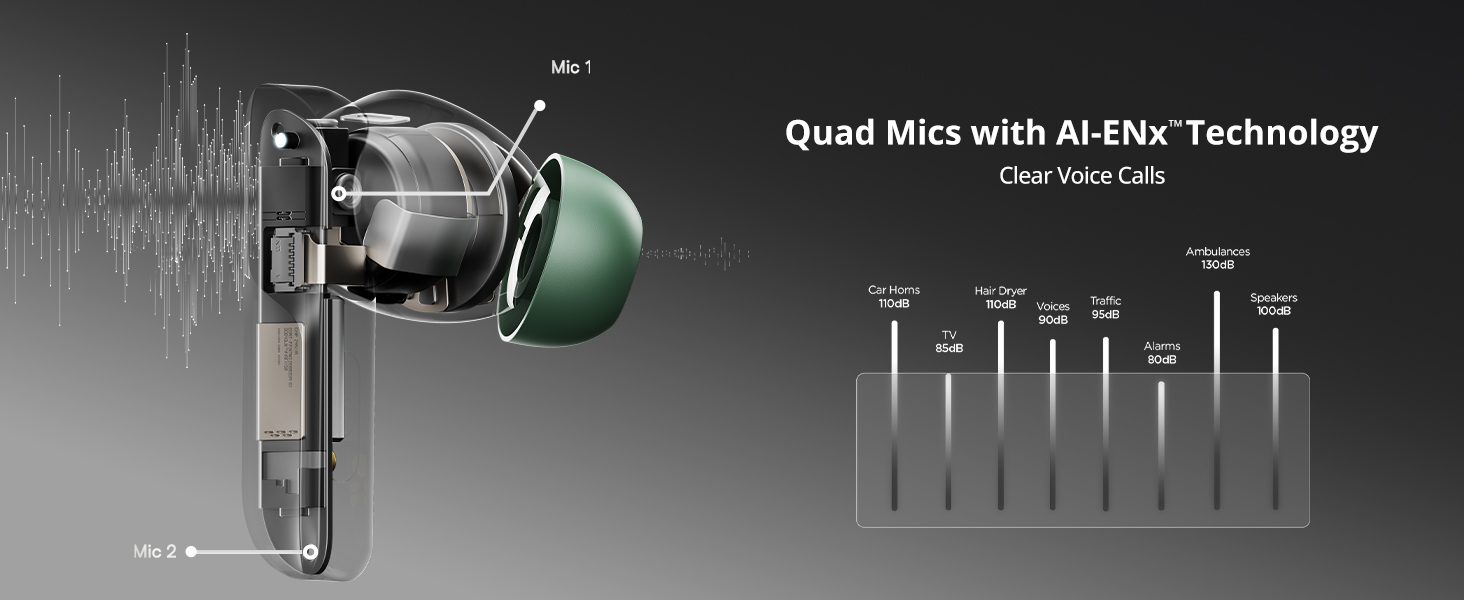 Mic 1
Mic 2
Quad Mics with AI-ENx™ Technology
Clear Voice Calls
Car Horns
110dB
TV
85dB
Hair Dryer
110dB
Voices
90dB
Traffic
95dB
Alarms
80dB
Ambulances
130dB
Speakers
100dB